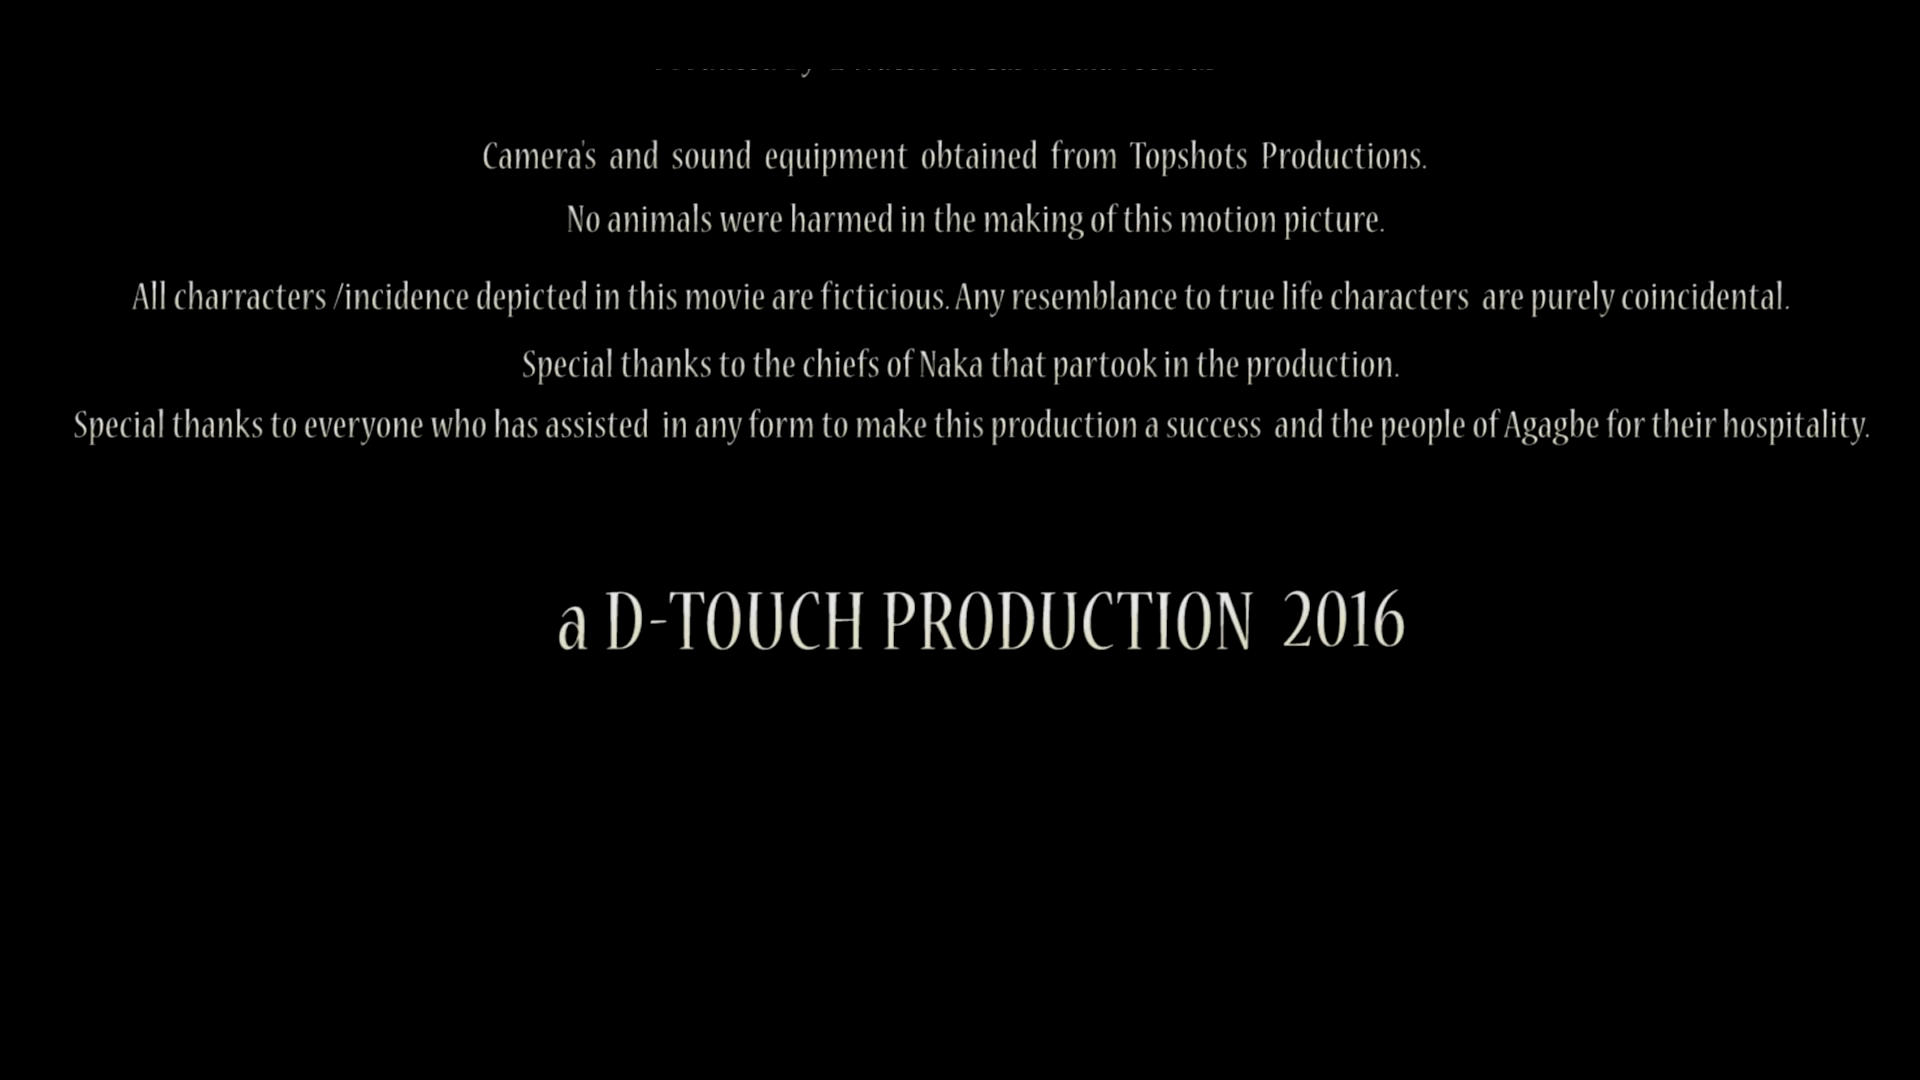 Camera's and sound equipment obtained from Topshots Productions.
No animals were harmed in the making of this motion picture.
All charracters /incidence depicted in this movie are ficticious. Any resemblance to true life characters are purely coincidental.
Special thanks to the chiefs of Naka that partook in the production.
Special thanks to everyone who has assisted in any form to make this production a success and the people of Agagbe for their hospitality.
a D-TOUCH PRODUCTION 2016